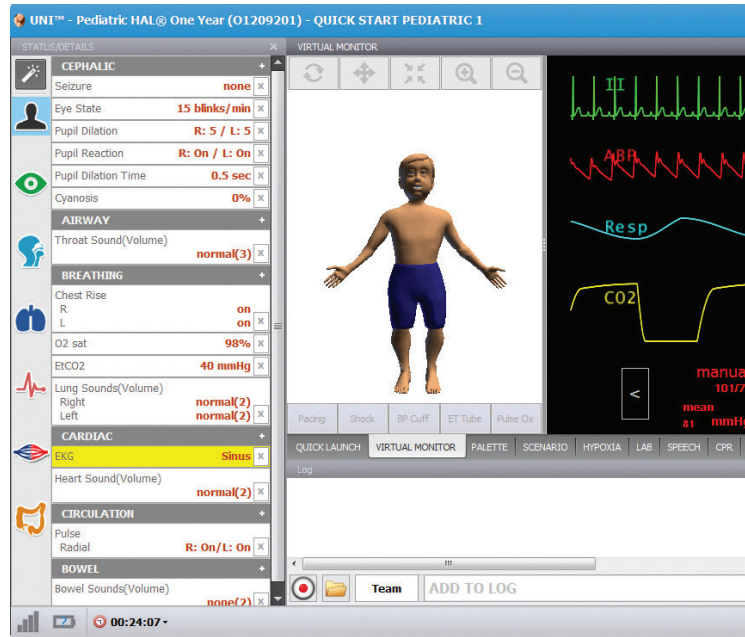 UNI™ - Pediatric HAL® One Year (O1209201) - QUICK START PEDIATRIC 1
STATUS/DETAILS x
CEPHALIC +
Seizure none x
Eye State 15 blinks/min x
Pupil Dilation R: 5 / L: 5 x
Pupil Reaction R: On / L: On x
Pupil Dilation Time 0.5 sec x
Cyanosis 0% x
AIRWAY +
Throat Sound(Volume)
normal(3) x
BREATHING +
Chest Rise
R on
L on x
O2 sat 98% x
EtCO2 40 mmHg x
Lung Sounds(Volume)
Right normal(2)
Left normal(2) x
CARDIAC +
EKG Sinus x
Heart Sound(Volume)
normal(2) x
CIRCULATION +
Pulse
Radial R: On/L: On x
BOWEL +
Bowel Sounds(Volume)
none(2) x
VIRTUAL MONITOR
II
ABP
Resp
CO2
<
manua
101/7
mean
81 mmHg
Pacing Shock BP Cuff ET Tube Pulse Ox
QUICK LAUNCH VIRTUAL MONITOR PALETTE SCENARIO HYPOXIA LAB SPEECH CPR
Log
Team ADD TO LOG
00:24:07